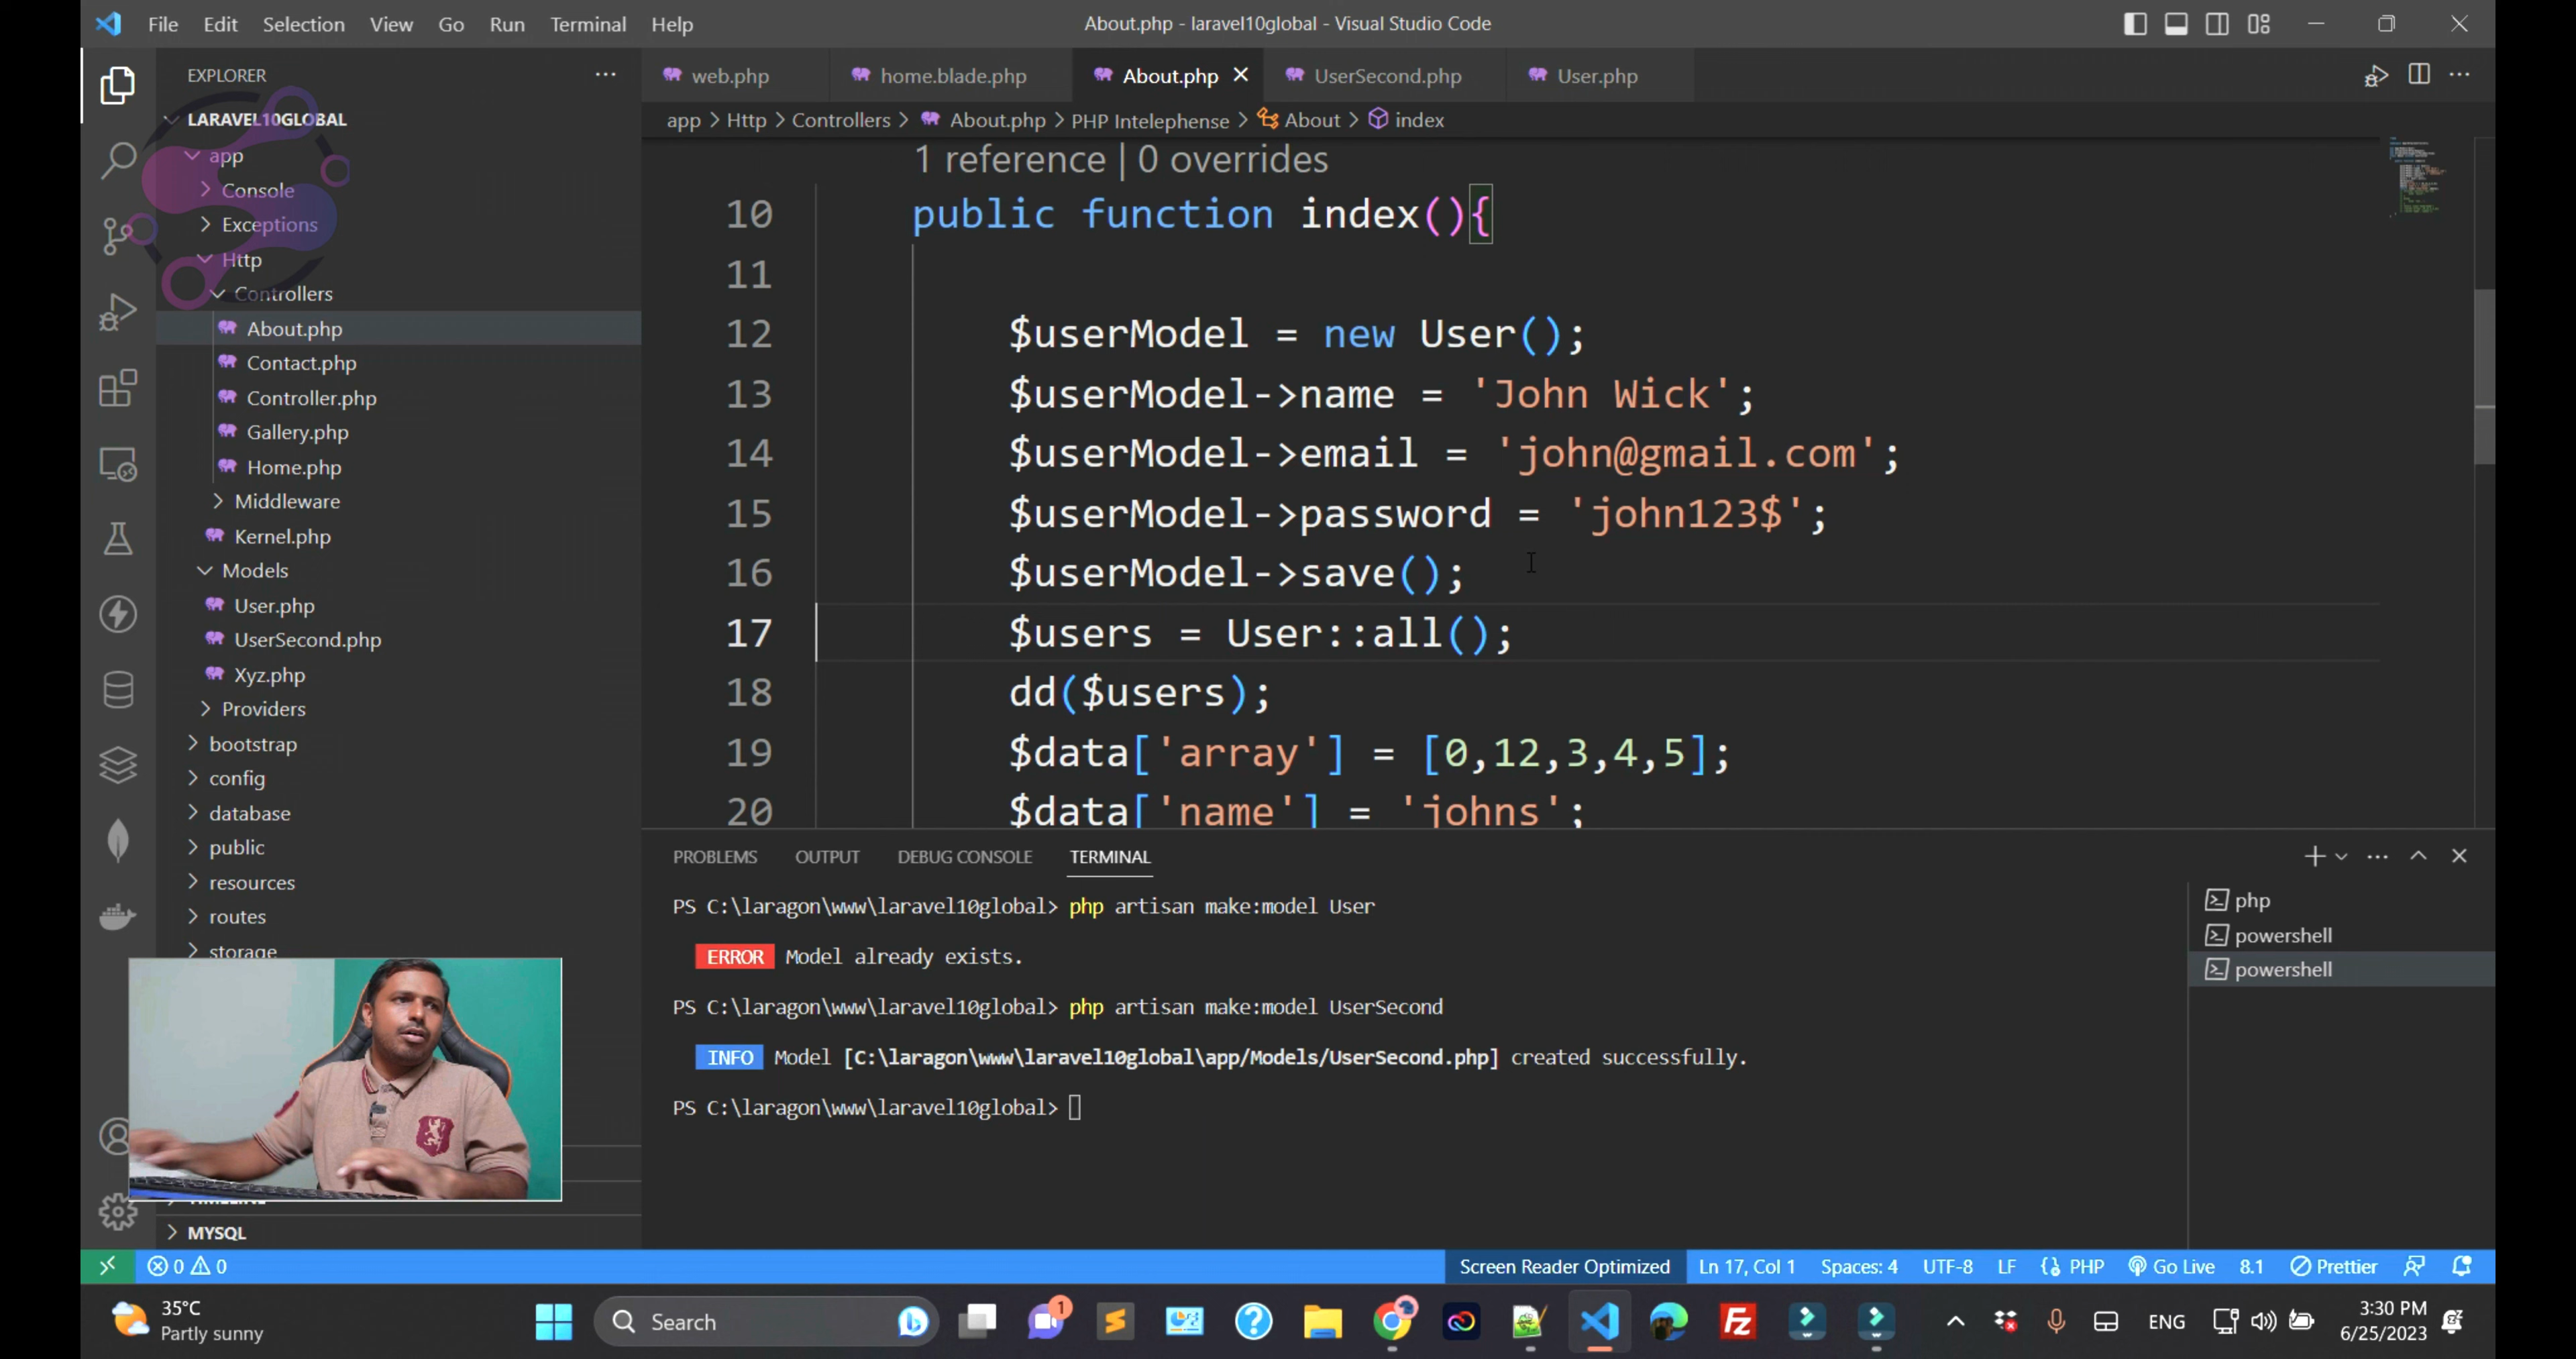 File Edit Selection View Go Run Terminal Help
About.php - laravel10global - Visual Studio Code
EXPLORER
LARAVEL10GLOBAL
app
Console
Exceptions
Http
Controllers
About.php
Contact.php
Controller.php
Gallery.php
Home.php
Middleware
Kernel.php
Models
User.php
UserSecond.php
Xyz.php
Providers
bootstrap
config
database
public
resources
routes
storage
MYSQL
web.php home.blade.php About.php UserSecond.php User.php
app > Http > Controllers > About.php > PHP Intelephense > About > index
1 reference | 0 overrides
10 public function index(){
11
12 $userModel = new User();
13 $userModel->name = 'John Wick';
14 $userModel->email = 'john@gmail.com';
15 $userModel->password = 'john123$';
16 $userModel->save();
17 $users = User::all();
18 dd($users);
19 $data['array'] = [0,12,3,4,5];
20 $data['name'] = 'johns';
PROBLEMS OUTPUT DEBUG CONSOLE TERMINAL
PS C:\laragon\www\laravel10global> php artisan make:model User
ERROR Model already exists.
PS C:\laragon\www\laravel10global> php artisan make:model UserSecond
INFO Model [C:\laragon\www\laravel10global\app/Models/UserSecond.php] created successfully.
PS C:\laragon\www\laravel10global>
php
powershell
powershell
0 0
Screen Reader Optimized Ln 17, Col 1 Spaces: 4 UTF-8 LF PHP Go Live 8.1 Prettier
35°C
Partly sunny
Search
1
ENG
3:30 PM
6/25/2023